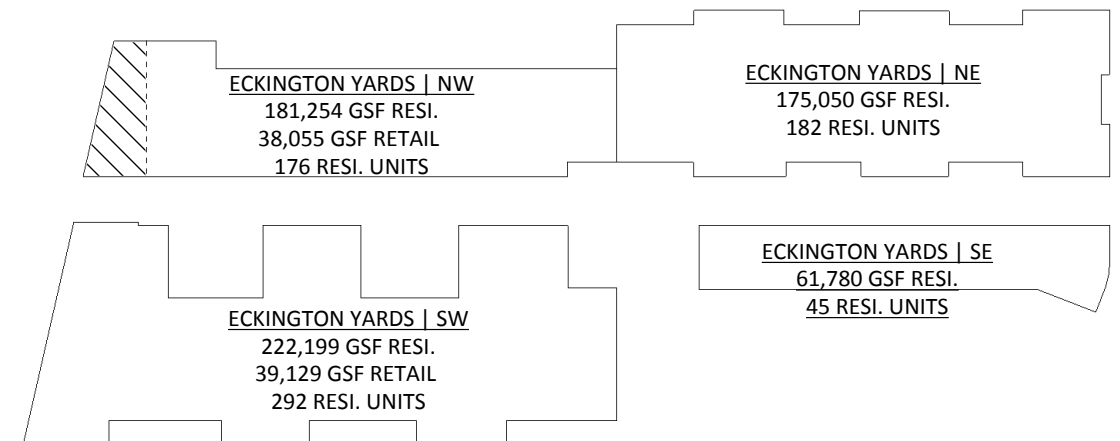 ECKINGTON YARDS | NW
181,254 GSF RESI.
38,055 GSF RETAIL
176 RESI. UNITS
ECKINGTON YARDS | NE
175,050 GSF RESI.
182 RESI. UNITS
ECKINGTON YARDS | SW
222,199 GSF RESI.
39,129 GSF RETAIL
292 RESI. UNITS
ECKINGTON YARDS | SE
61,780 GSF RESI.
45 RESI. UNITS